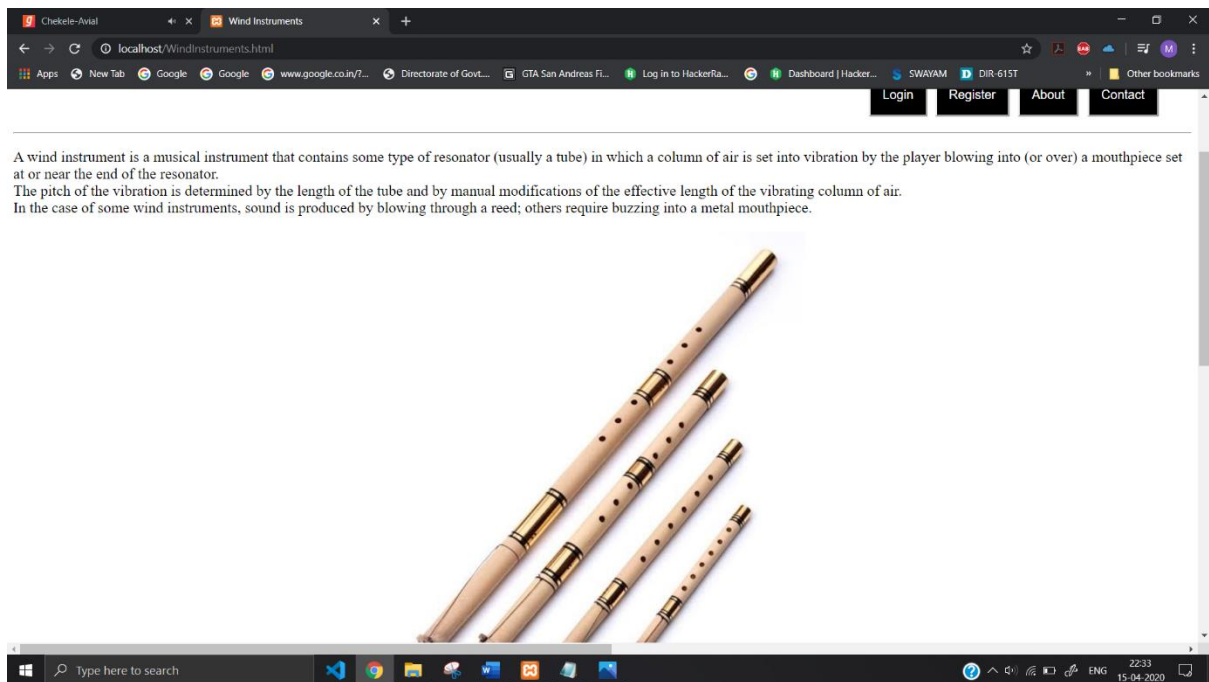 Chekele-Avial
Wind Instruments
localhost/WindInstruments.html
M
Apps
New Tab
Google
Google
www.google.co.in/?...
Directorate of Govt....
GTA San Andreas Fi...
Log in to HackerRa...
Dashboard | Hacker...
SWAYAM
DIR-615T
»
Other bookmarks
Login
Register
About
Contact
A wind instrument is a musical instrument that contains some type of resonator (usually a tube) in which a column of air is set into vibration by the player blowing into (or over) a mouthpiece set
at or near the end of the resonator.
The pitch of the vibration is determined by the length of the tube and by manual modifications of the effective length of the vibrating column of air.
In the case of some wind instruments, sound is produced by blowing through a reed; others require buzzing into a metal mouthpiece.
Type here to search
ENG
22:33
15-04-2020